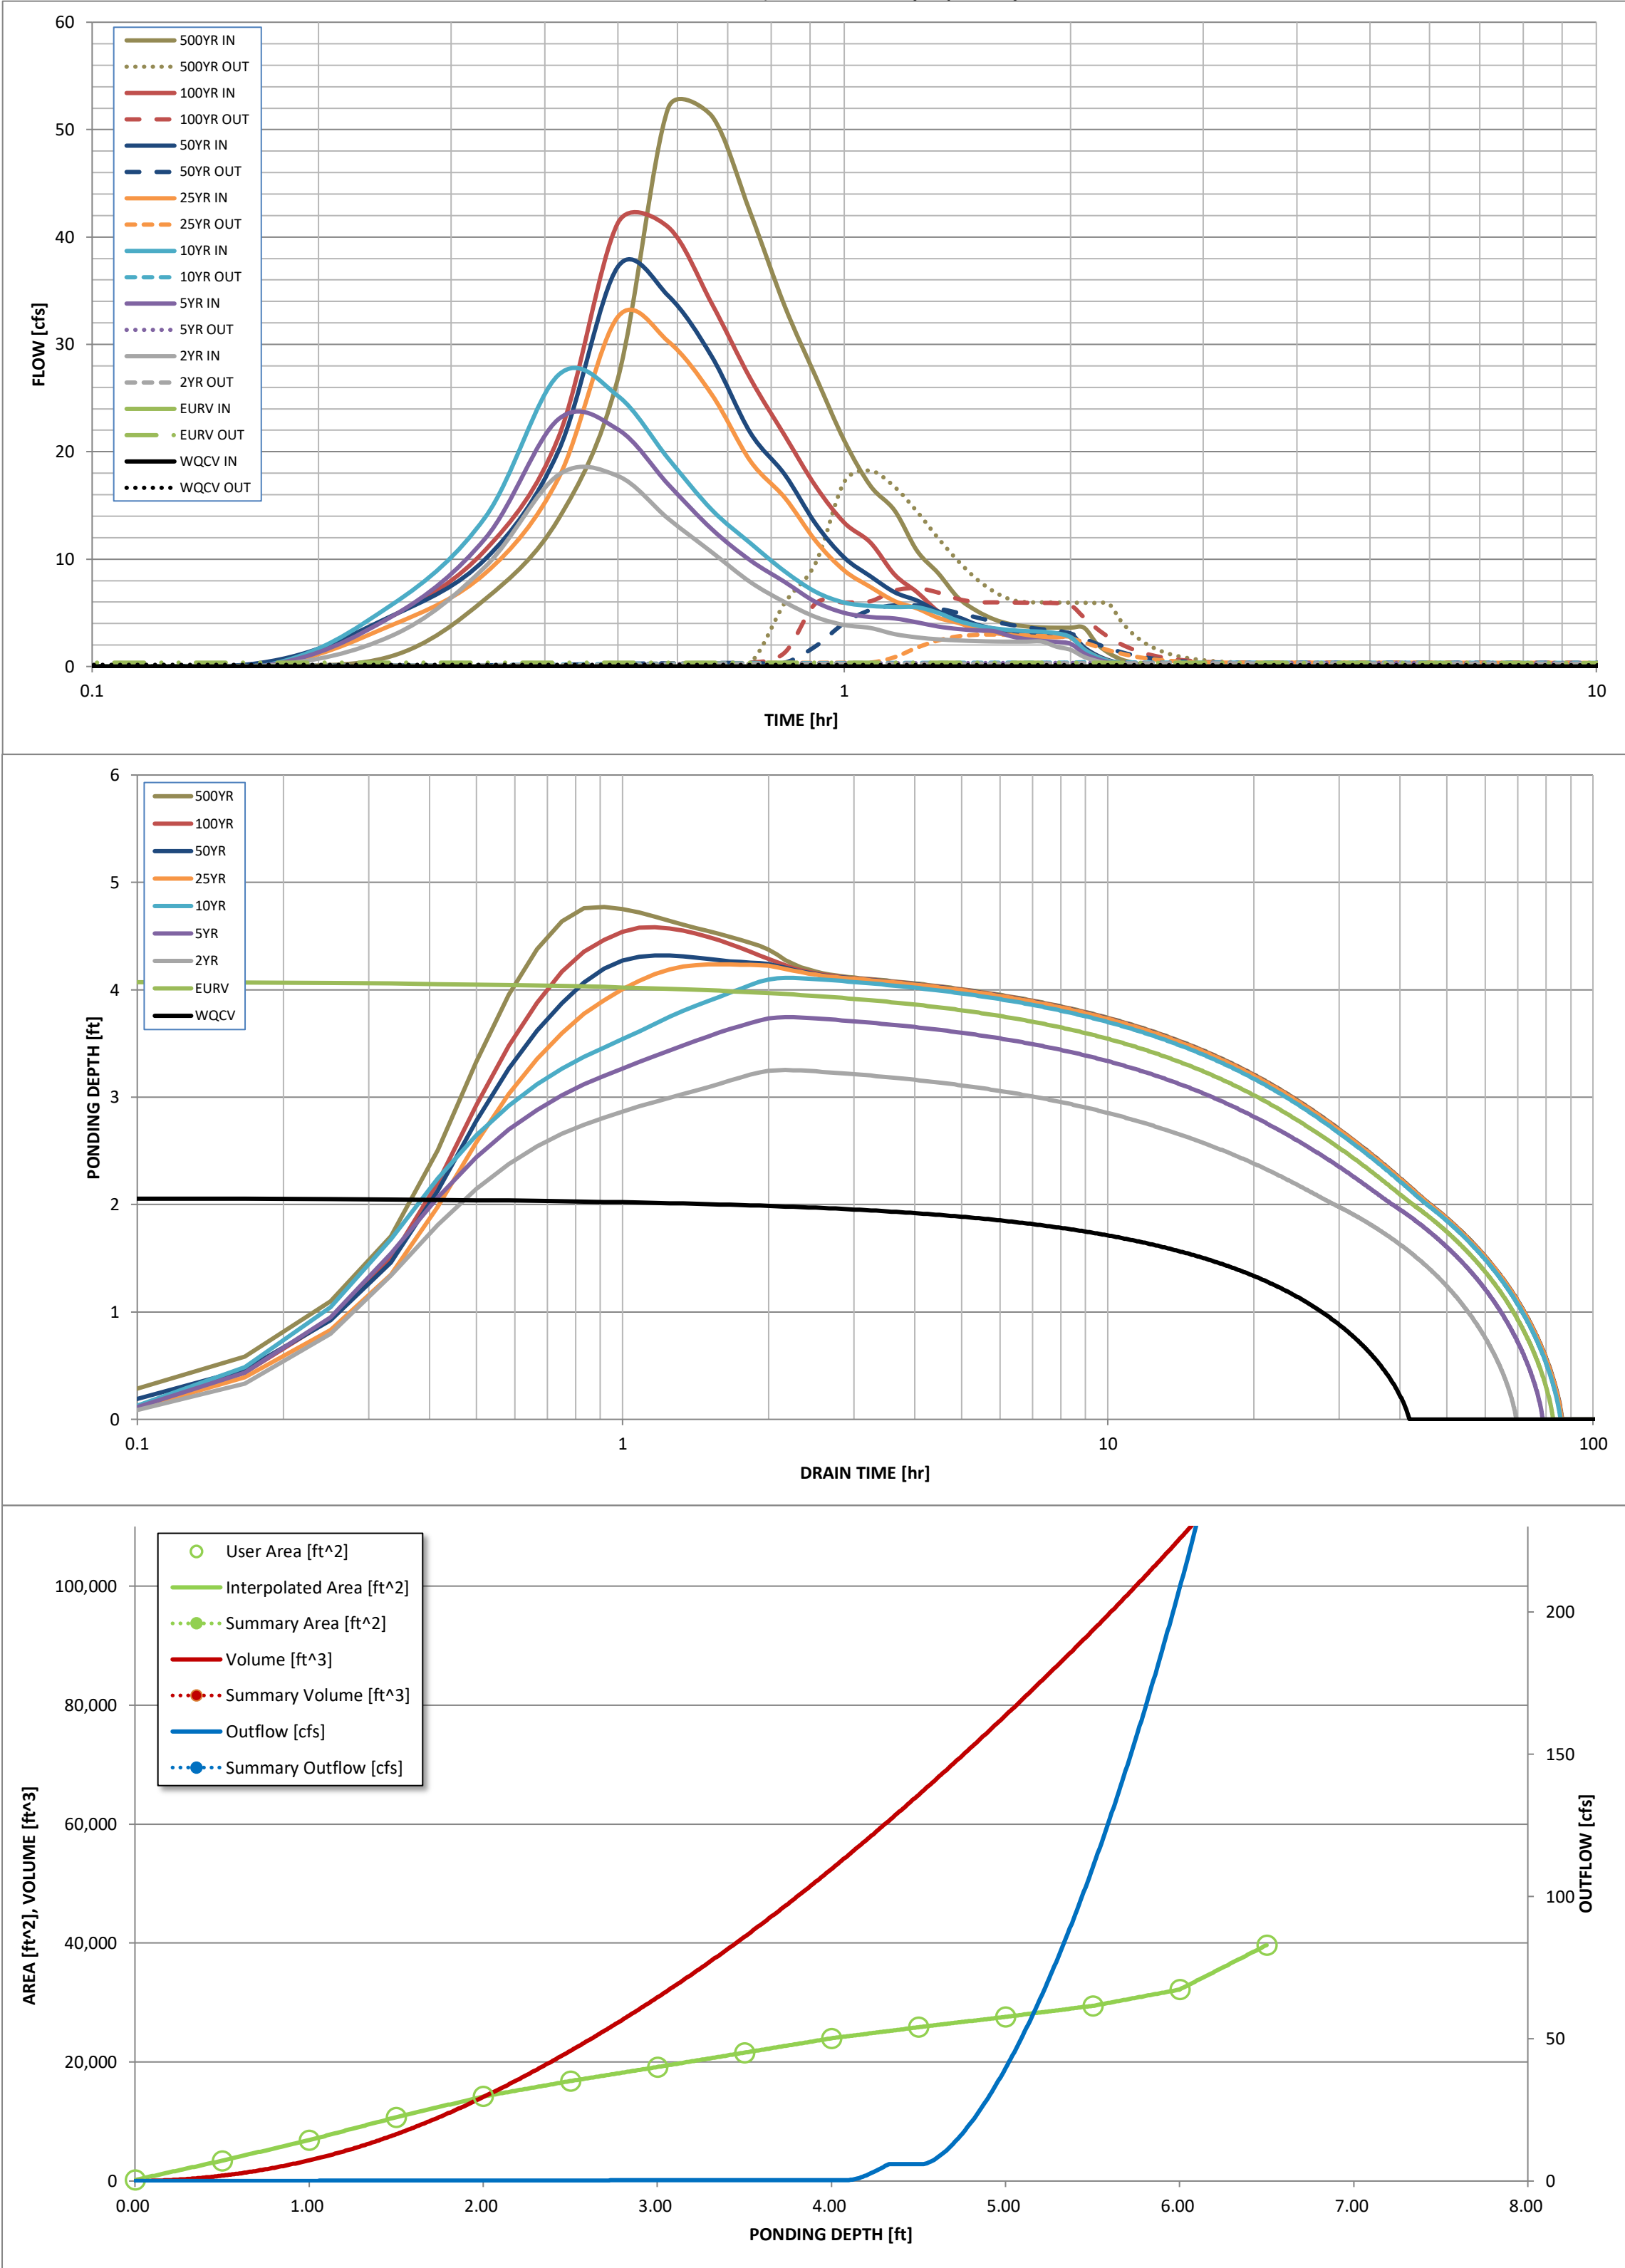 500YR IN
500YR OUT
100YR IN
100YR OUT
50YR IN
50YR OUT
25YR IN
25YR OUT
10YR IN
10YR OUT
5YR IN
5YR OUT
2YR IN
2YR OUT
EURV IN
EURV OUT
WQCV IN
WQCV OUT
FLOW [cfs]
60
50
40
30
20
10
0
0.1
1
10
TIME [hr]
500YR
100YR
50YR
25YR
10YR
5YR
2YR
EURV
WQCV
PONDING DEPTH [ft]
6
5
4
3
2
1
0
0.1
1
10
100
DRAIN TIME [hr]
User Area [ft^2]
Interpolated Area [ft^2]
Summary Area [ft^2]
Volume [ft^3]
Summary Volume [ft^3]
Outflow [cfs]
Summary Outflow [cfs]
AREA [ft^2], VOLUME [ft^3]
100,000
80,000
60,000
40,000
20,000
0
200
150
100
50
0
OUTFLOW [cfs]
0.00
1.00
2.00
3.00
4.00
5.00
6.00
7.00
8.00
PONDING DEPTH [ft]